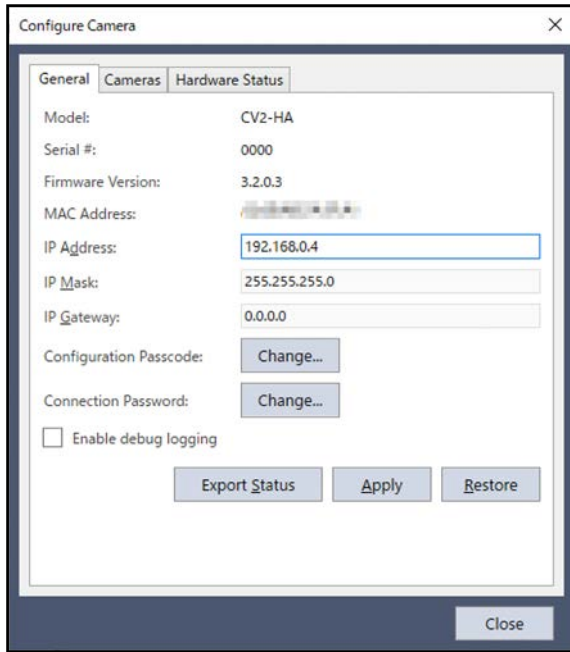 Configure Camera
General Cameras Hardware Status
Model: CV2-HA
Serial #: 0000
Firmware Version: 3.2.0.3
MAC Address:
IP Address: 192.168.0.4
IP Mask: 255.255.255.0
IP Gateway: 0.0.0.0
Configuration Passcode: Change...
Connection Password: Change...
Enable debug logging
Export Status Apply Restore
Close